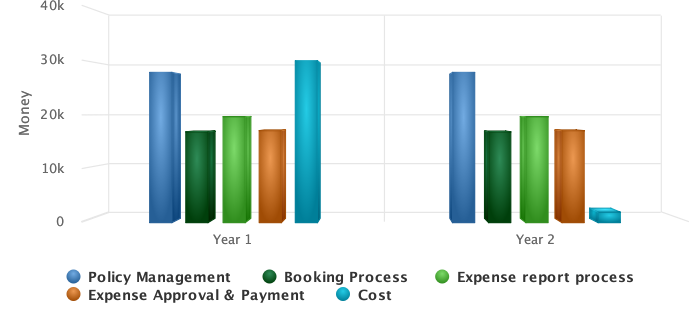 40k
30k
20k
10k
0
Money
Year 1
Year 2
Policy Management
Booking Process
Expense report process
Expense Approval & Payment
Cost